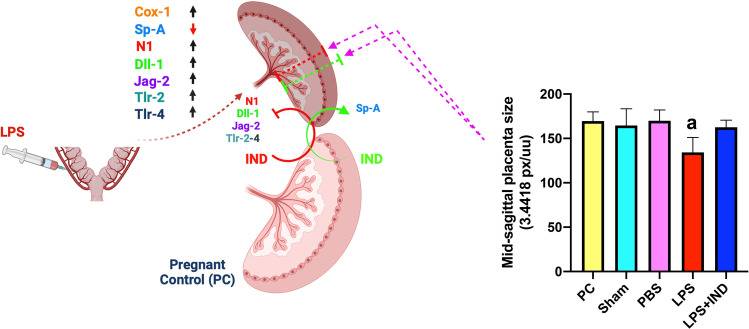 Cox-1
Sp-A
N1
Dll-1
Jag-2
Tlr-2
Tlr-4
LPS
N1
Dll-1
Jag-2
Tlr-2-4
IND
Sp-A
IND
Pregnant
Control (PC)
Mid-sagittal placenta size
(3.4418 px/uu)
200
150
100
50
0
a
PC
Sham
PBS
LPS
LPS+IND